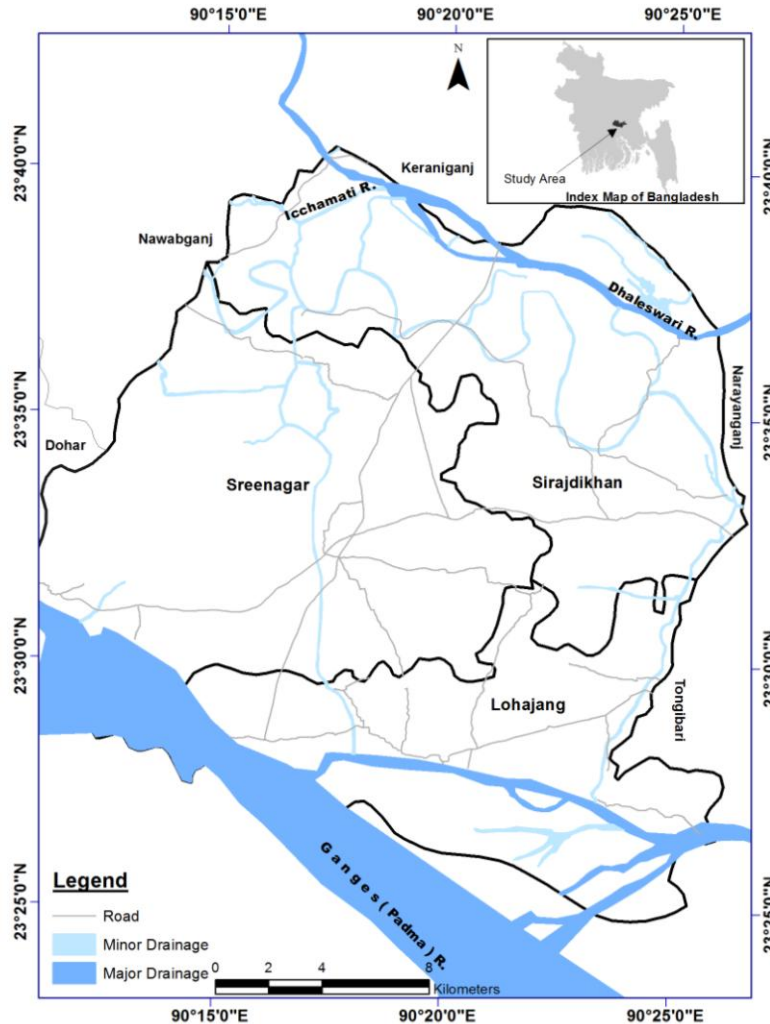 90°15'0"E 90°20'0"E 90°25'0"E
N
Study Area
Index Map of Bangladesh
23°40'0"N
23°40'0"N
Keraniganj
Icchamati R.
Nawabganj
Dhaleswari R.
Narayanganj
23°35'0"N
23°35'0"N
Dohar
Sreenagar
Sirajdikhan
23°30'0"N
23°30'0"N
Lohajang
Tongibari
Ganges ( Padma ) R.
23°25'0"N
23°25'0"N
Legend
Road
Minor Drainage
Major Drainage
0 2 4 8
Kilometers
90°15'0"E 90°20'0"E 90°25'0"E